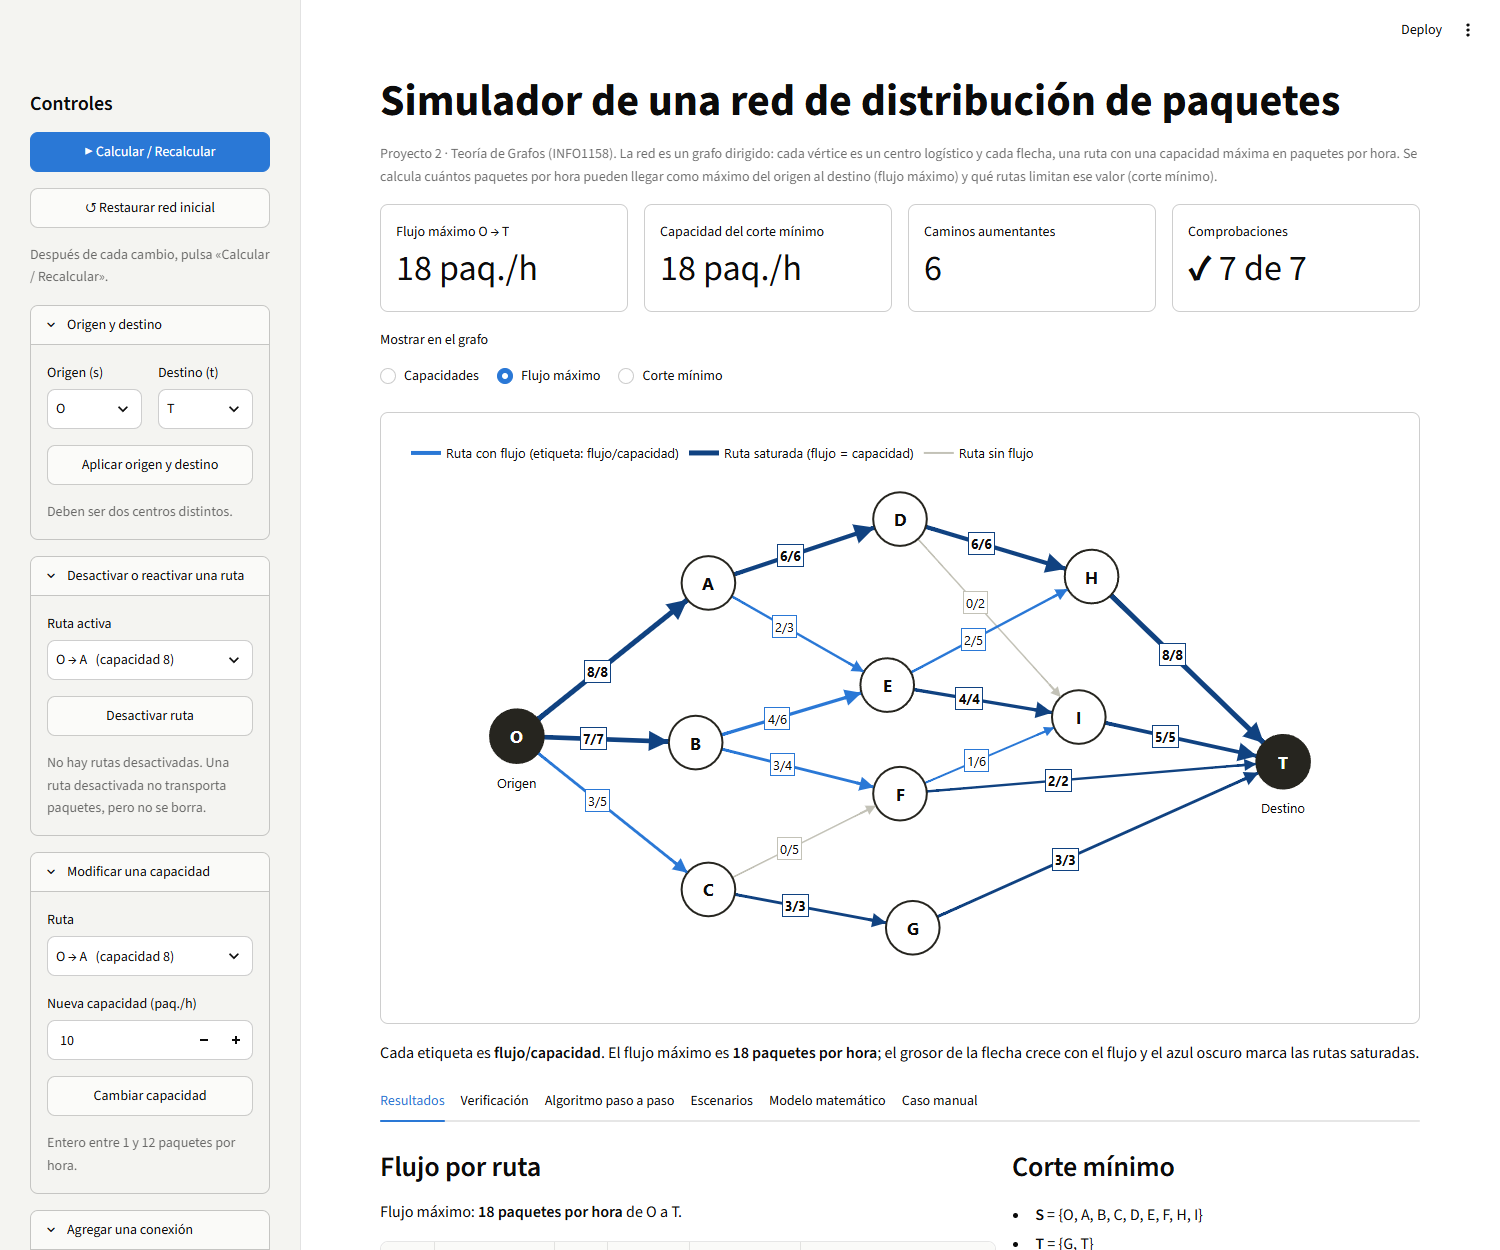 Deploy
Controles
▶ Calcular / Recalcular
↺ Restaurar red inicial
Después de cada cambio, pulsa «Calcular
/ Recalcular».
Origen y destino
Origen (s)
Destino (t)
O
T
Aplicar origen y destino
Deben ser dos centros distintos.
Desactivar o reactivar una ruta
Ruta activa
O → A (capacidad 8)
Desactivar ruta
No hay rutas desactivadas. Una
ruta desactivada no transporta
paquetes, pero no se borra.
Modificar una capacidad
Ruta
O → A (capacidad 8)
Nueva capacidad (paq./h)
10
Cambiar capacidad
Entero entre 1 y 12 paquetes por
hora.
Agregar una conexión
Simulador de una red de distribución de paquetes
Proyecto 2 · Teoría de Grafos (INFO1158). La red es un grafo dirigido: cada vértice es un centro logístico y cada flecha, una ruta con una capacidad máxima en paquetes por hora. Se
calcula cuántos paquetes por hora pueden llegar como máximo del origen al destino (flujo máximo) y qué rutas limitan ese valor (corte mínimo).
Flujo máximo O → T
18 paq./h
Capacidad del corte mínimo
18 paq./h
Caminos aumentantes
6
Comprobaciones
✓ 7 de 7
Mostrar en el grafo
Capacidades
Flujo máximo
Corte mínimo
Ruta con flujo (etiqueta: flujo/capacidad)
Ruta saturada (flujo = capacidad)
Ruta sin flujo
D
6/6
6/6
A
H
0/2
2/3
2/5
8/8
8/8
E
4/4
I
4/6
O
7/7
B
5/5
3/4
1/6
T
Origen
F
2/2
3/5
Destino
0/5
3/3
C
3/3
G
Cada etiqueta es flujo/capacidad. El flujo máximo es 18 paquetes por hora; el grosor de la flecha crece con el flujo y el azul oscuro marca las rutas saturadas.
Resultados
Verificación
Algoritmo paso a paso
Escenarios
Modelo matemático
Caso manual
Flujo por ruta
Flujo máximo: 18 paquetes por hora de O a T.
Corte mínimo
• S = {O, A, B, C, D, E, F, H, I}
• T = {G, T}